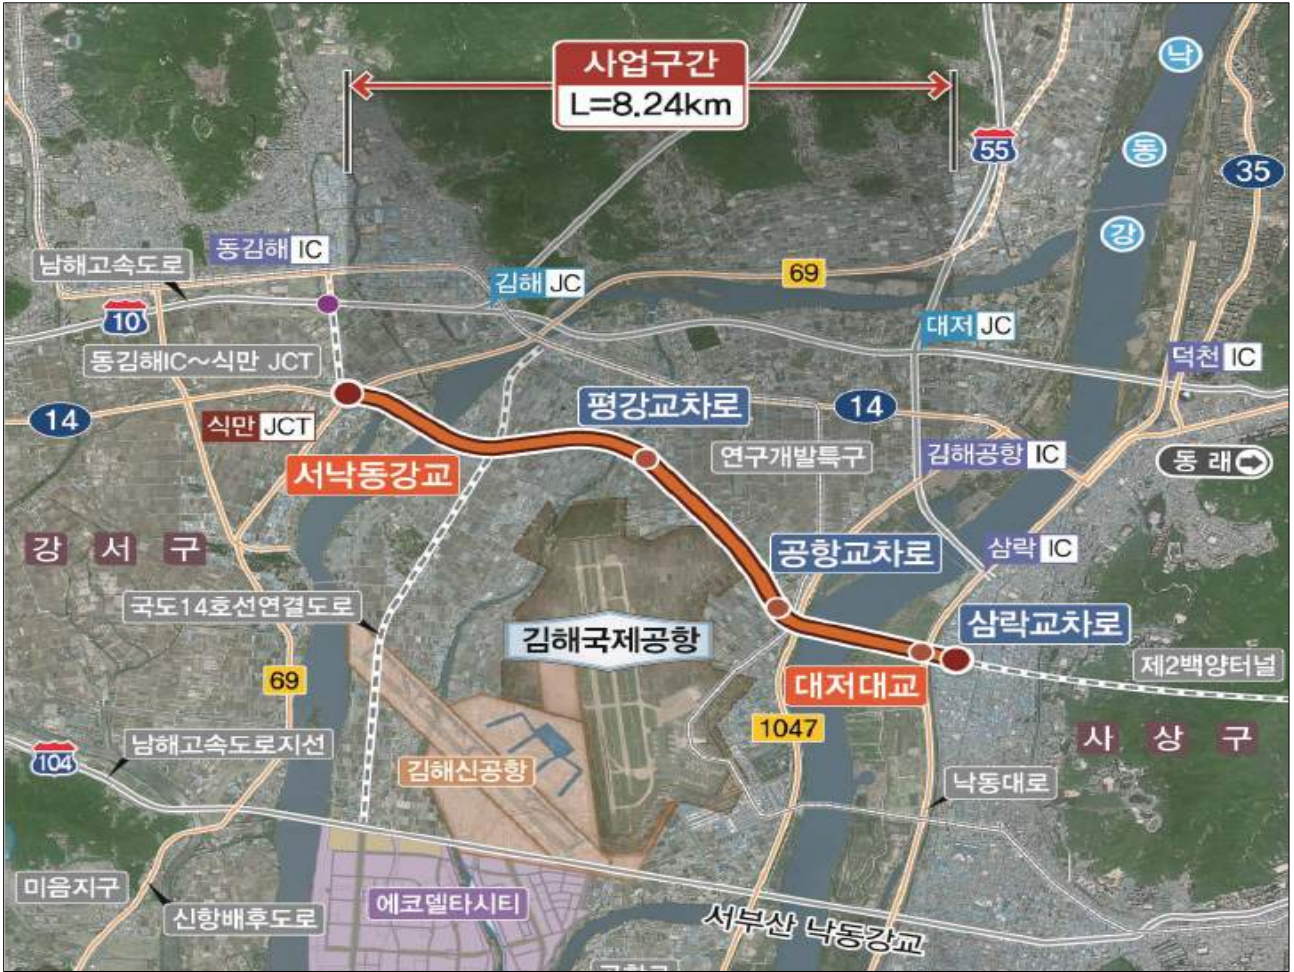 사업구간
L=8.24km
낙
동
강
55
35
동김해 IC
남해고속도로
김해 JC
69
10
대저 JC
동김해IC~식만 JCT
덕천 IC
14
식만 JCT
평강교차로
14
연구개발특구
김해공항 IC
동 래
서낙동강교
강 서 구
공항교차로
삼락 IC
국도14호선연결도로
김해국제공항
삼락교차로
제2백양터널
69
대저대교
1047
사 상 구
남해고속도로지선
104
김해신공항
낙동대로
미음지구
에코델타시티
신항배후도로
서부산 낙동강교